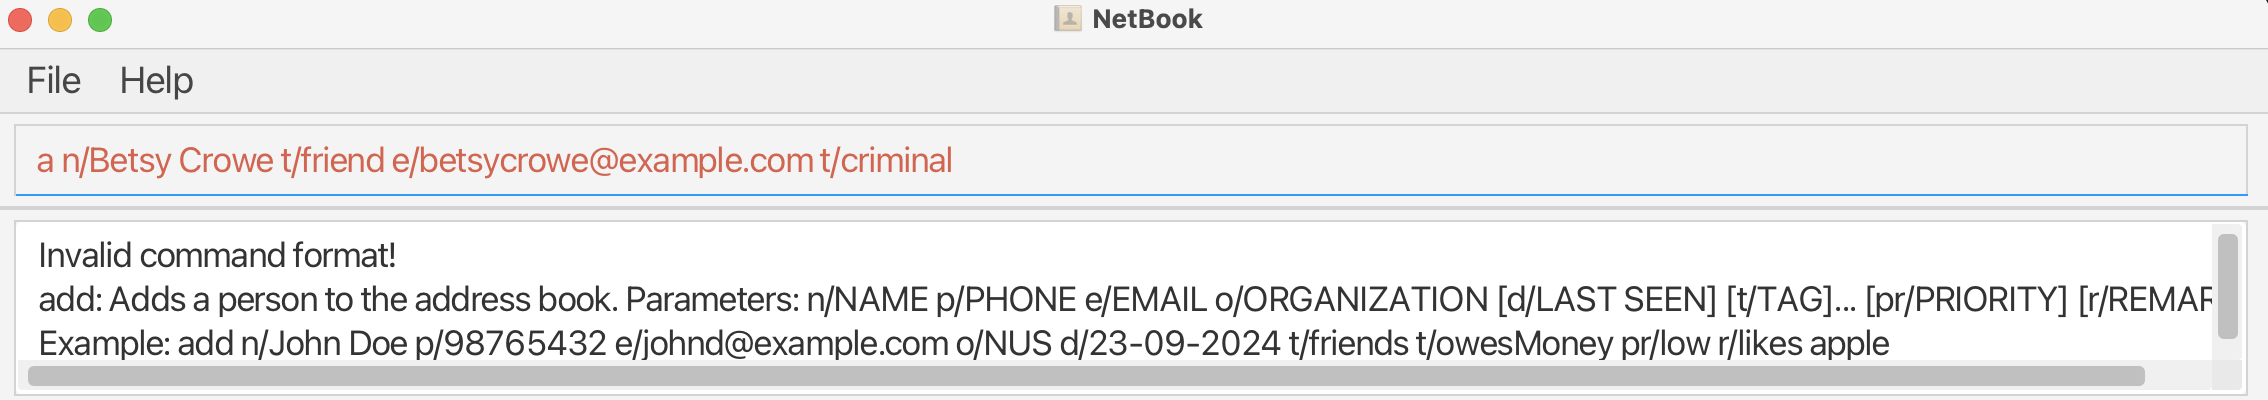 NetBook
File Help
a n/Betsy Crowe t/friend e/betsycrowe@example.com t/criminal
Invalid command format!
add: Adds a person to the address book. Parameters: n/NAME p/PHONE e/EMAIL o/ORGANIZATION [d/LAST SEEN] [t/TAG]... [pr/PRIORITY] [r/REMAR
Example: add n/John Doe p/98765432 e/johnd@example.com o/NUS d/23-09-2024 t/friends t/owesMoney pr/low r/likes apple